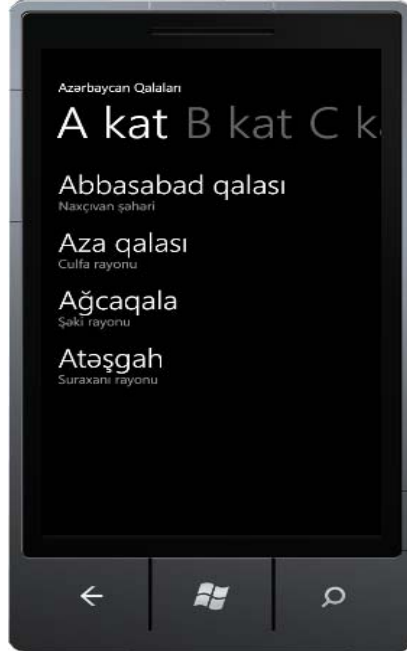 Azərbaycan Qalaları
A kat B kat C k
Abbasabad qalası
Naxçıvan şəhəri
Aza qalası
Culfa rayonu
Ağcaqala
Şəki rayonu
Atəşgah
Suraxanı rayonu